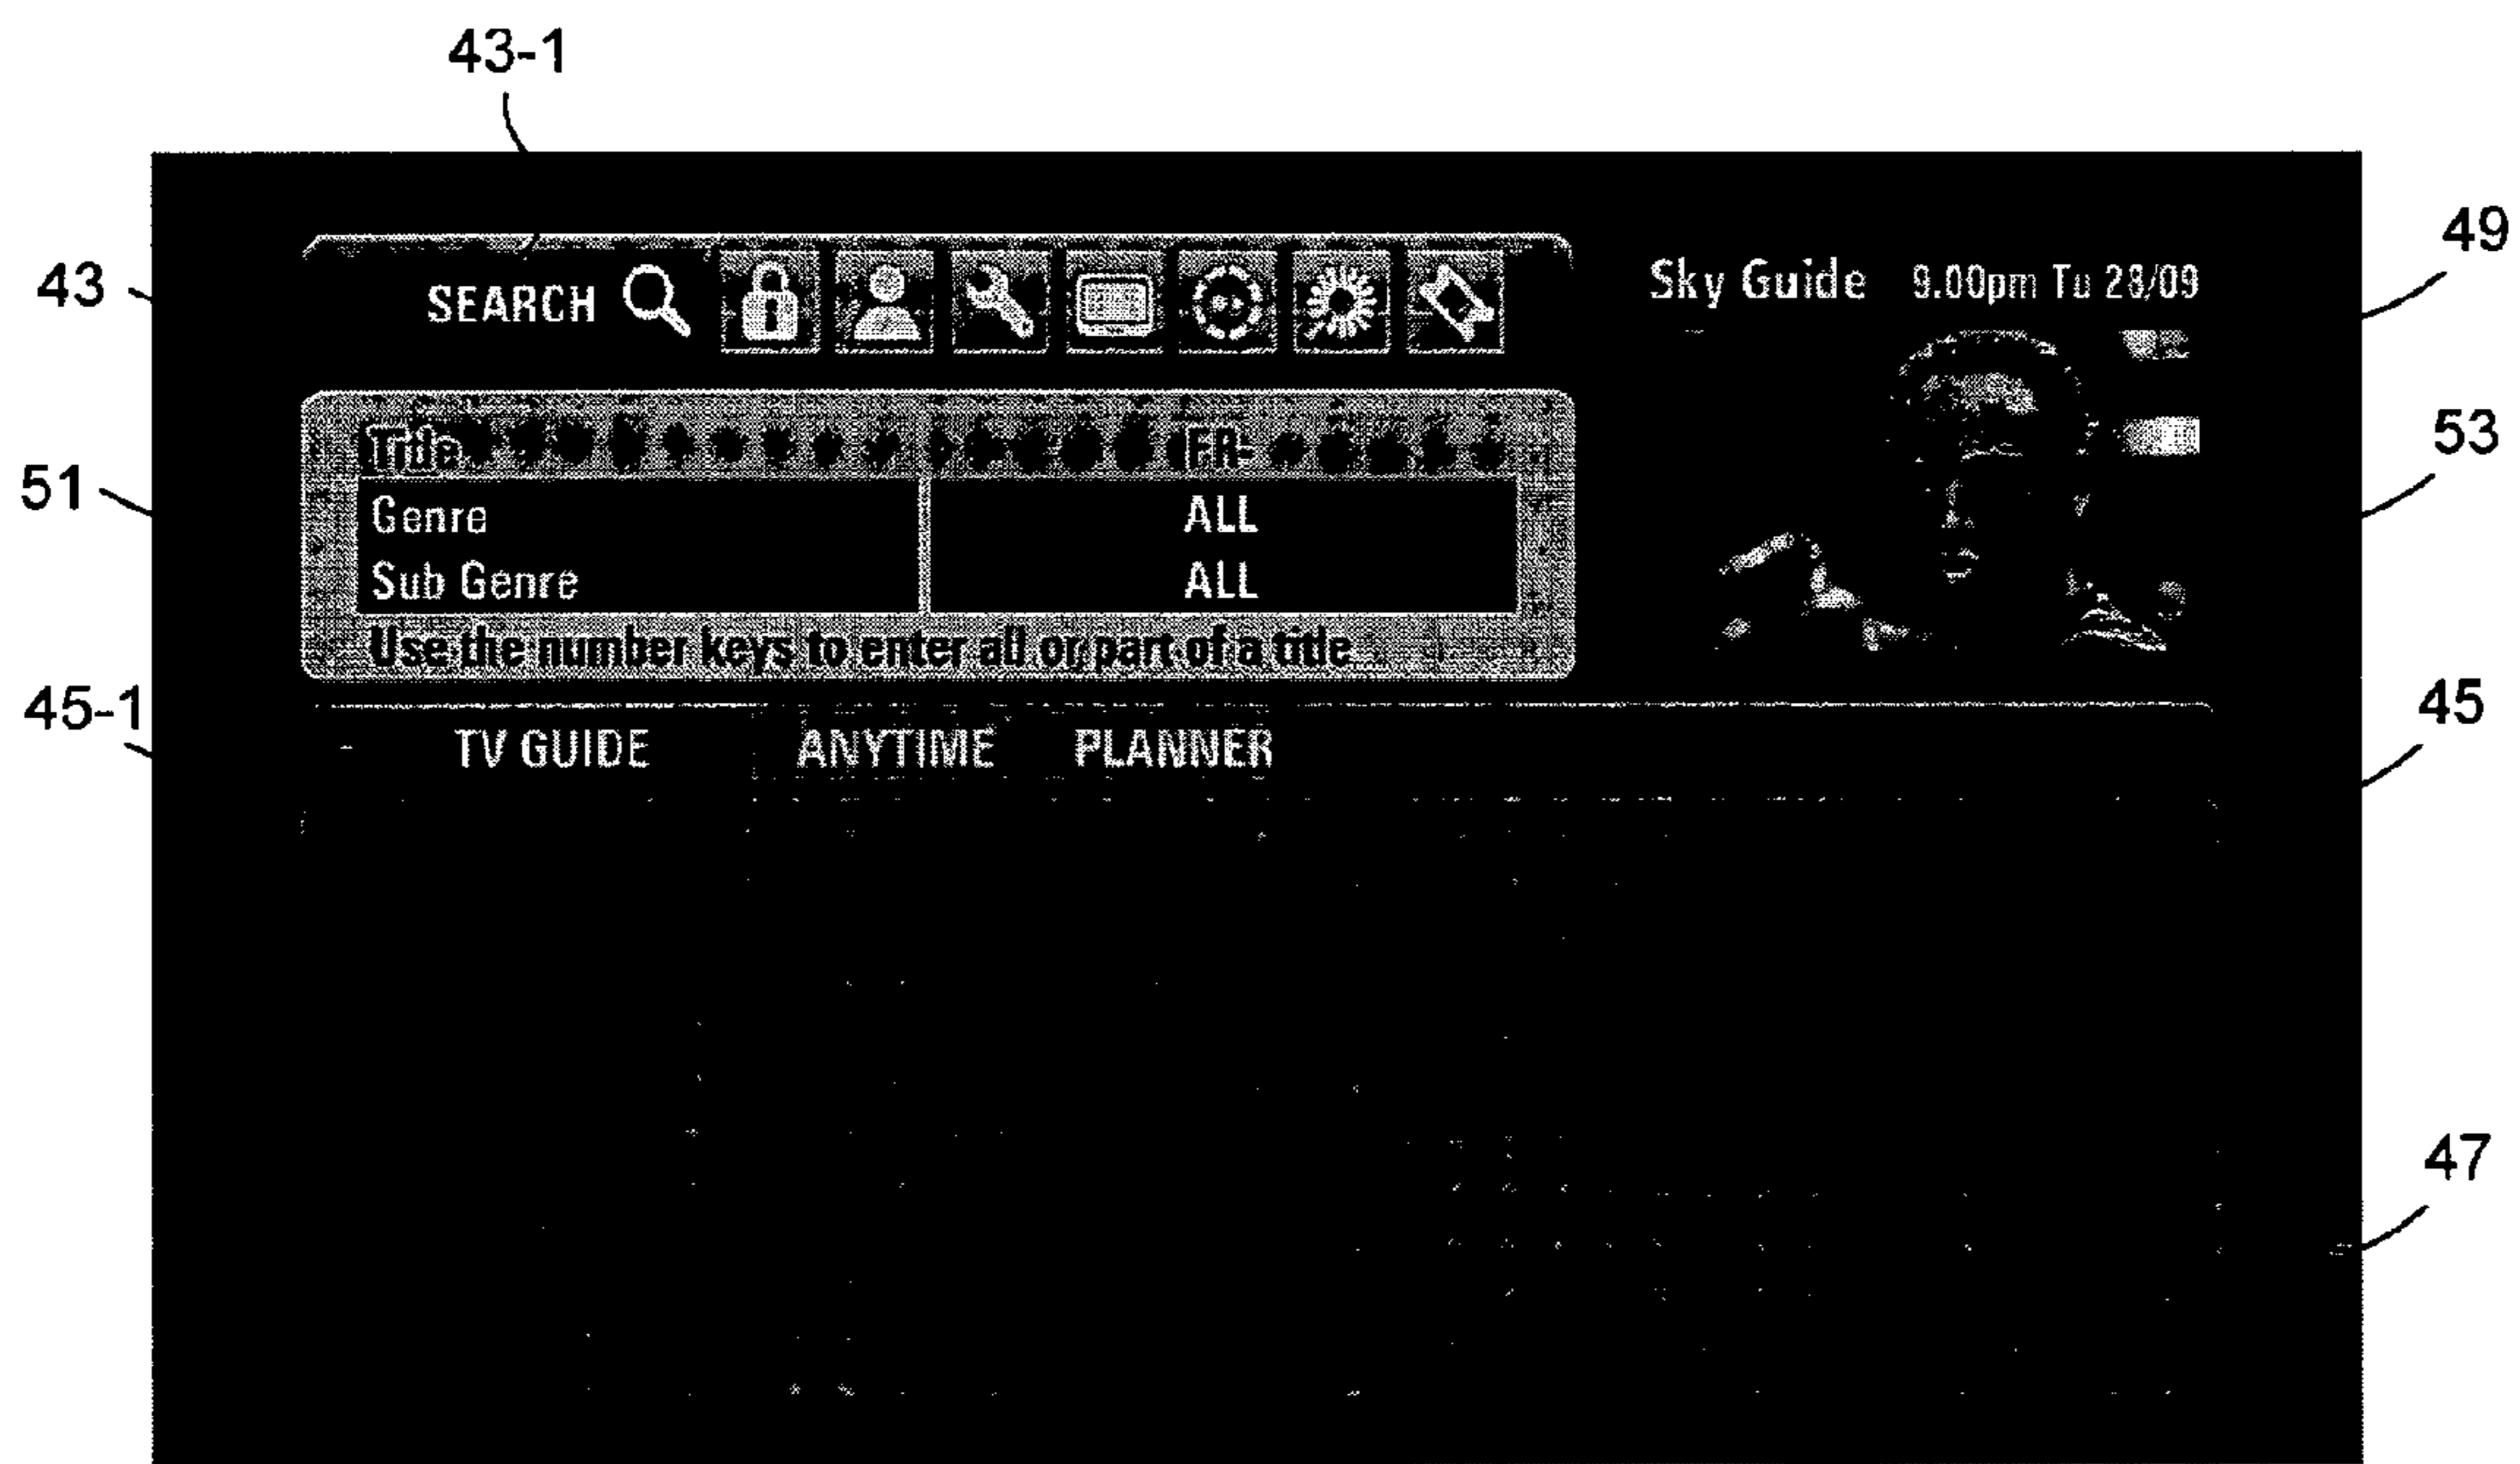 43-1
49
43
SEARCH
Sky Guide 9.00pm Tu 28/09
53
Title FR-
51
Genre ALL
Sub Genre ALL
Use the number keys to enter all or part of a title
45-1
45
TV GUIDE ANYTIME PLANNER
47